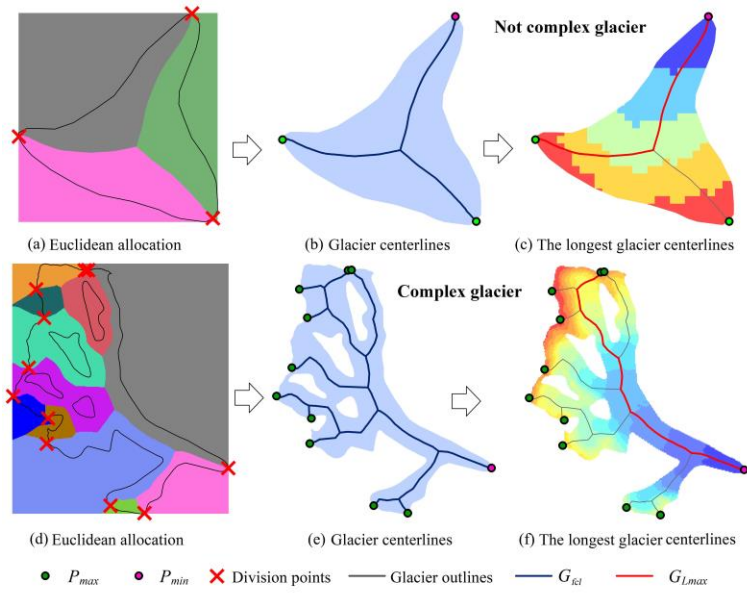 Not complex glacier
(a) Euclidean allocation
(b) Glacier centerlines
(c) The longest glacier centerlines
Complex glacier
(d) Euclidean allocation
(e) Glacier centerlines
(f) The longest glacier centerlines
Pmax Pmin Division points Glacier outlines Gfcl GLmax